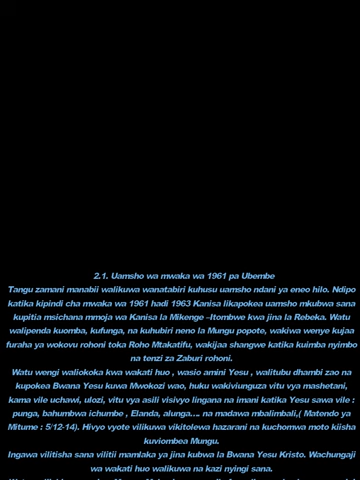 2.1. Uamsho wa mwaka wa 1961 pa Ubembe
Tangu zamani manabii walikuwa wanatabiri kuhusu uamsho ndani ya eneo hilo. Ndipo
katika kipindi cha mwaka wa 1961 hadi 1963 Kanisa likapokea uamsho mkubwa sana
kupitia msichana mmoja wa Kanisa la Mikenge –Itombwe kwa jina la Rebeka. Watu
walipenda kuomba, kufunga, na kuhubiri neno la Mungu popote, wakiwa wenye kujaa
furaha ya wokovu rohoni toka Roho Mtakatifu, wakijaa shangwe katika kuimba nyimbo
na tenzi za Zaburi rohoni.
Watu wengi waliokoka kwa wakati huo , wasio amini Yesu , walitubu dhambi zao na
kupokea Bwana Yesu kuwa Mwokozi wao, huku wakiviunguza vitu vya mashetani,
kama vile uchawi, ulozi, vitu vya asili visivyo lingana na imani katika Yesu sawa vile :
punga, bahumbwa ichumbe , Elanda, alunga…. na madawa mbalimbali,( Matendo ya
Mitume : 5/12-14). Hivyo vyote vilikuwa vikitolewa hazarani na kuchomwa moto kiisha
kuviombea Mungu.
Ingawa vilitisha sana vilitii mamlaka ya jina kubwa la Bwana Yesu Kristo. Wachungaji
wa wakati huo walikuwa na kazi nyingi sana.